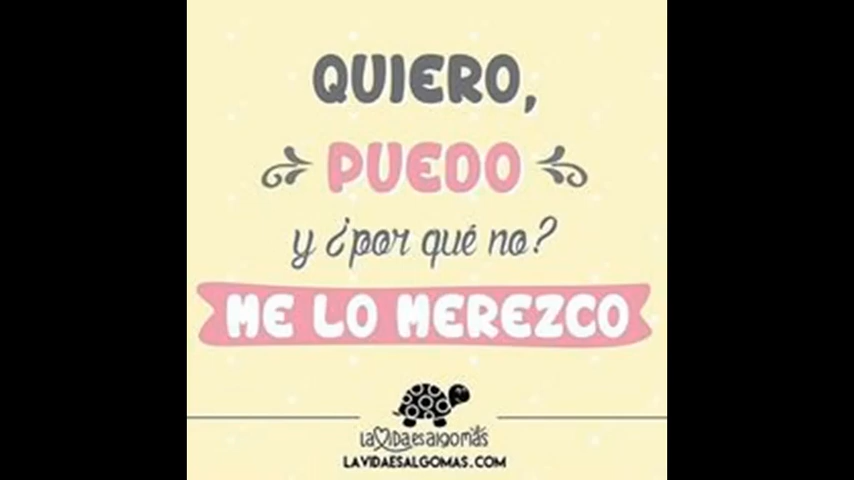 QUIERO,
PUEDO
y ¿por qué no?
ME LO MEREZCO
LaVidaesalgomás
LAVIDAESALGOMAS.COM